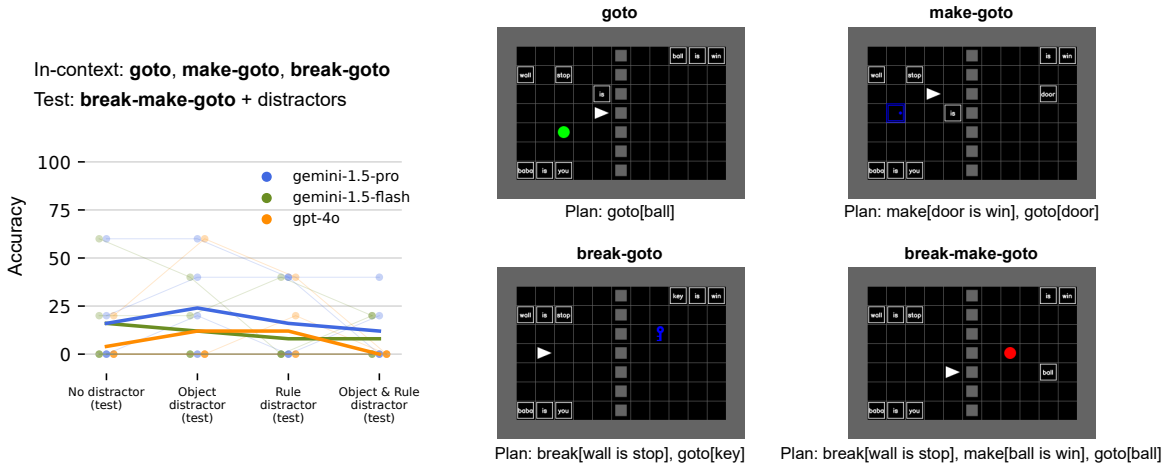 In-context: goto, make-goto, break-goto
Test: break-make-goto + distractors
Accuracy
100
75
50
25
0
gemini-1.5-pro
gemini-1.5-flash
gpt-4o
No distractor
(test)
Object
distractor
(test)
Rule
distractor
(test)
Object & Rule
distractor
(test)
goto
ball is win
wall stop
is
baba is you
Plan: goto[ball]
make-goto
is win
wall stop
door
is
baba is you
Plan: make[door is win], goto[door]
break-goto
key is win
wall is stop
baba is you
Plan: break[wall is stop], goto[key]
break-make-goto
is win
wall is stop
ball
baba is you
Plan: break[wall is stop], make[ball is win], goto[ball]